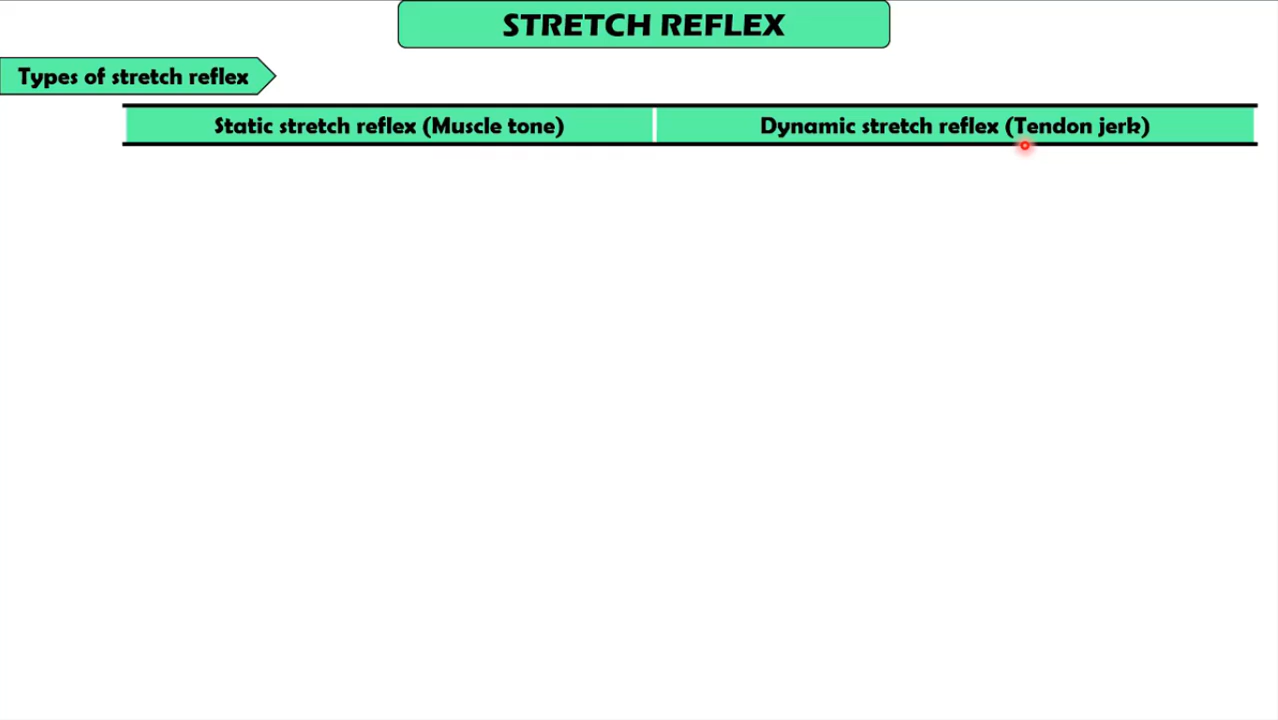 STRETCH REFLEX
Types of stretch reflex
Static stretch reflex (Muscle tone)
Dynamic stretch reflex (Tendon jerk)